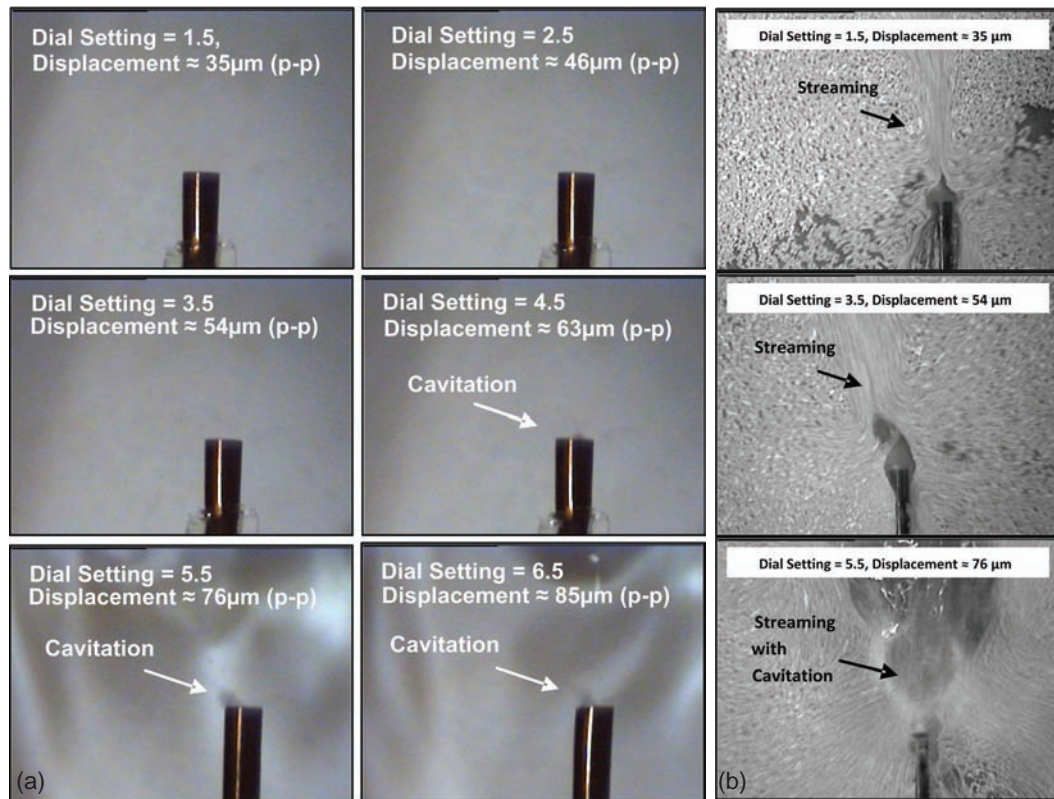 Dial Setting = 1.5,
Displacement ≈ 35µm (p-p)
Dial Setting = 2.5
Displacement ≈ 46µm (p-p)
Dial Setting = 3.5
Displacement ≈ 54µm (p-p)
Dial Setting = 4.5
Displacement ≈ 63µm (p-p)
Cavitation
Dial Setting = 5.5
Displacement ≈ 76µm (p-p)
Cavitation
Dial Setting = 6.5
Displacement ≈ 85µm (p-p)
Cavitation
(a)
Dial Setting = 1.5, Displacement ≈ 35 µm
Streaming
Dial Setting = 3.5, Displacement ≈ 54 µm
Streaming
Dial Setting = 5.5, Displacement ≈ 76 µm
Streaming
with
Cavitation
(b)